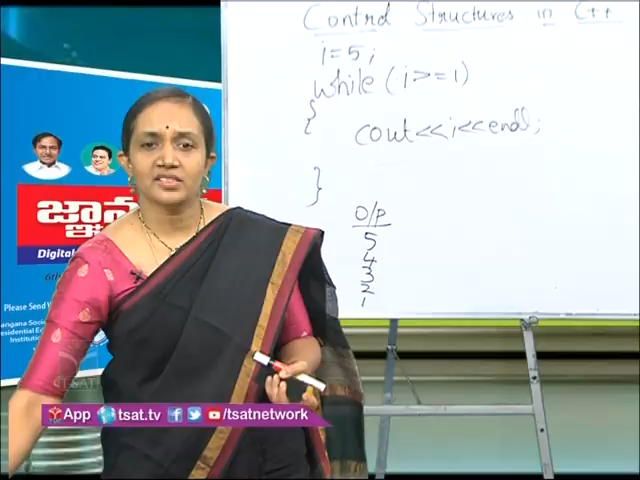 Control Structures in C++
i=5;
while (i>=1)
{
cout<<i<<endl;
}
O/P
5
4
3
2
1
Digital
Please Send
App tsat.tv /tsatnetwork